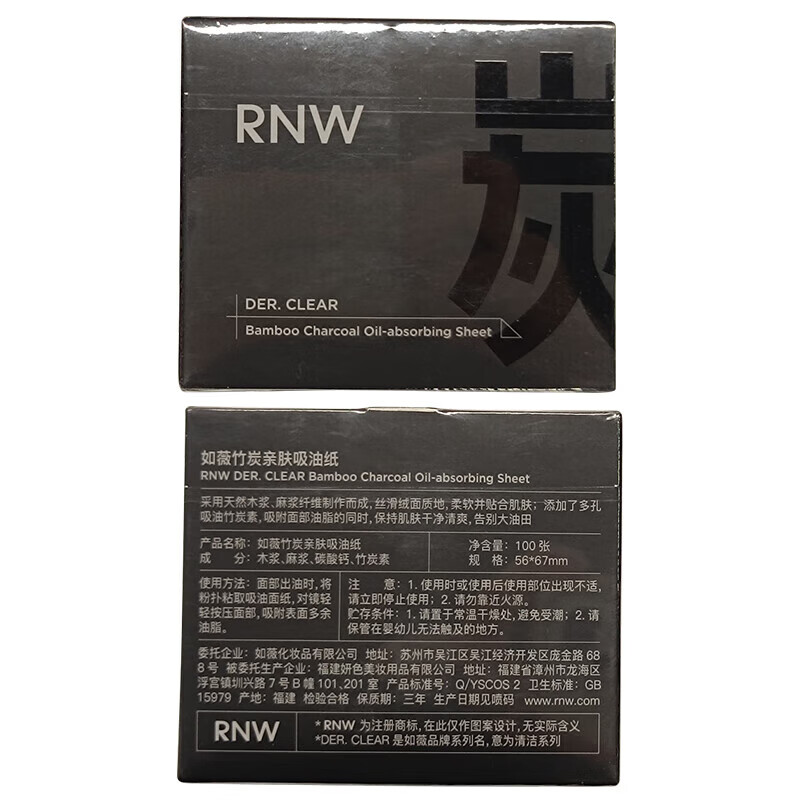 RNW
炭
DER. CLEAR
Bamboo Charcoal Oil-absorbing Sheet
如薇竹炭亲肤吸油纸
RNW DER. CLEAR Bamboo Charcoal Oil-absorbing Sheet
采用天然木浆、麻浆纤维制作而成，丝滑绒面质地，柔软并贴合肌肤；添加了多孔
吸油竹炭素，吸附面部油脂的同时，保持肌肤干净清爽，告别大油田
产品名称：如薇竹炭亲肤吸油纸
成 分：木浆、麻浆、碳酸钙、竹炭素
净含量：100 张
规 格：56*67mm
使用方法：面部出油时，将
粉扑粘取吸油面纸，对镜轻
轻按压面部，吸附表面多余
油脂。
注 意：1. 使用时或使用后使用部位出现不适，
请立即停止使用；2. 请勿靠近火源。
贮存条件：1. 请置于常温干燥处，避免受潮；2. 请
保管在婴幼儿无法触及的地方。
委托企业：如薇化妆品有限公司 地址：苏州市吴江区吴江经济开发区庞金路 68
8 号 被委托生产企业：福建妍色美妆用品有限公司 地址：福建省漳州市龙海区
浮宫镇圳兴路 7 号 B 幢 101、201 室 产品标准号：Q/YSCOS 2 卫生标准：GB
15979 产地：福建 检验合格 保质期：三年 生产日期见喷码 www.rnw.com
RNW
* RNW 为注册商标，在此仅作图案设计，无实际含义
*DER. CLEAR 是如薇品牌系列名，意为清洁系列